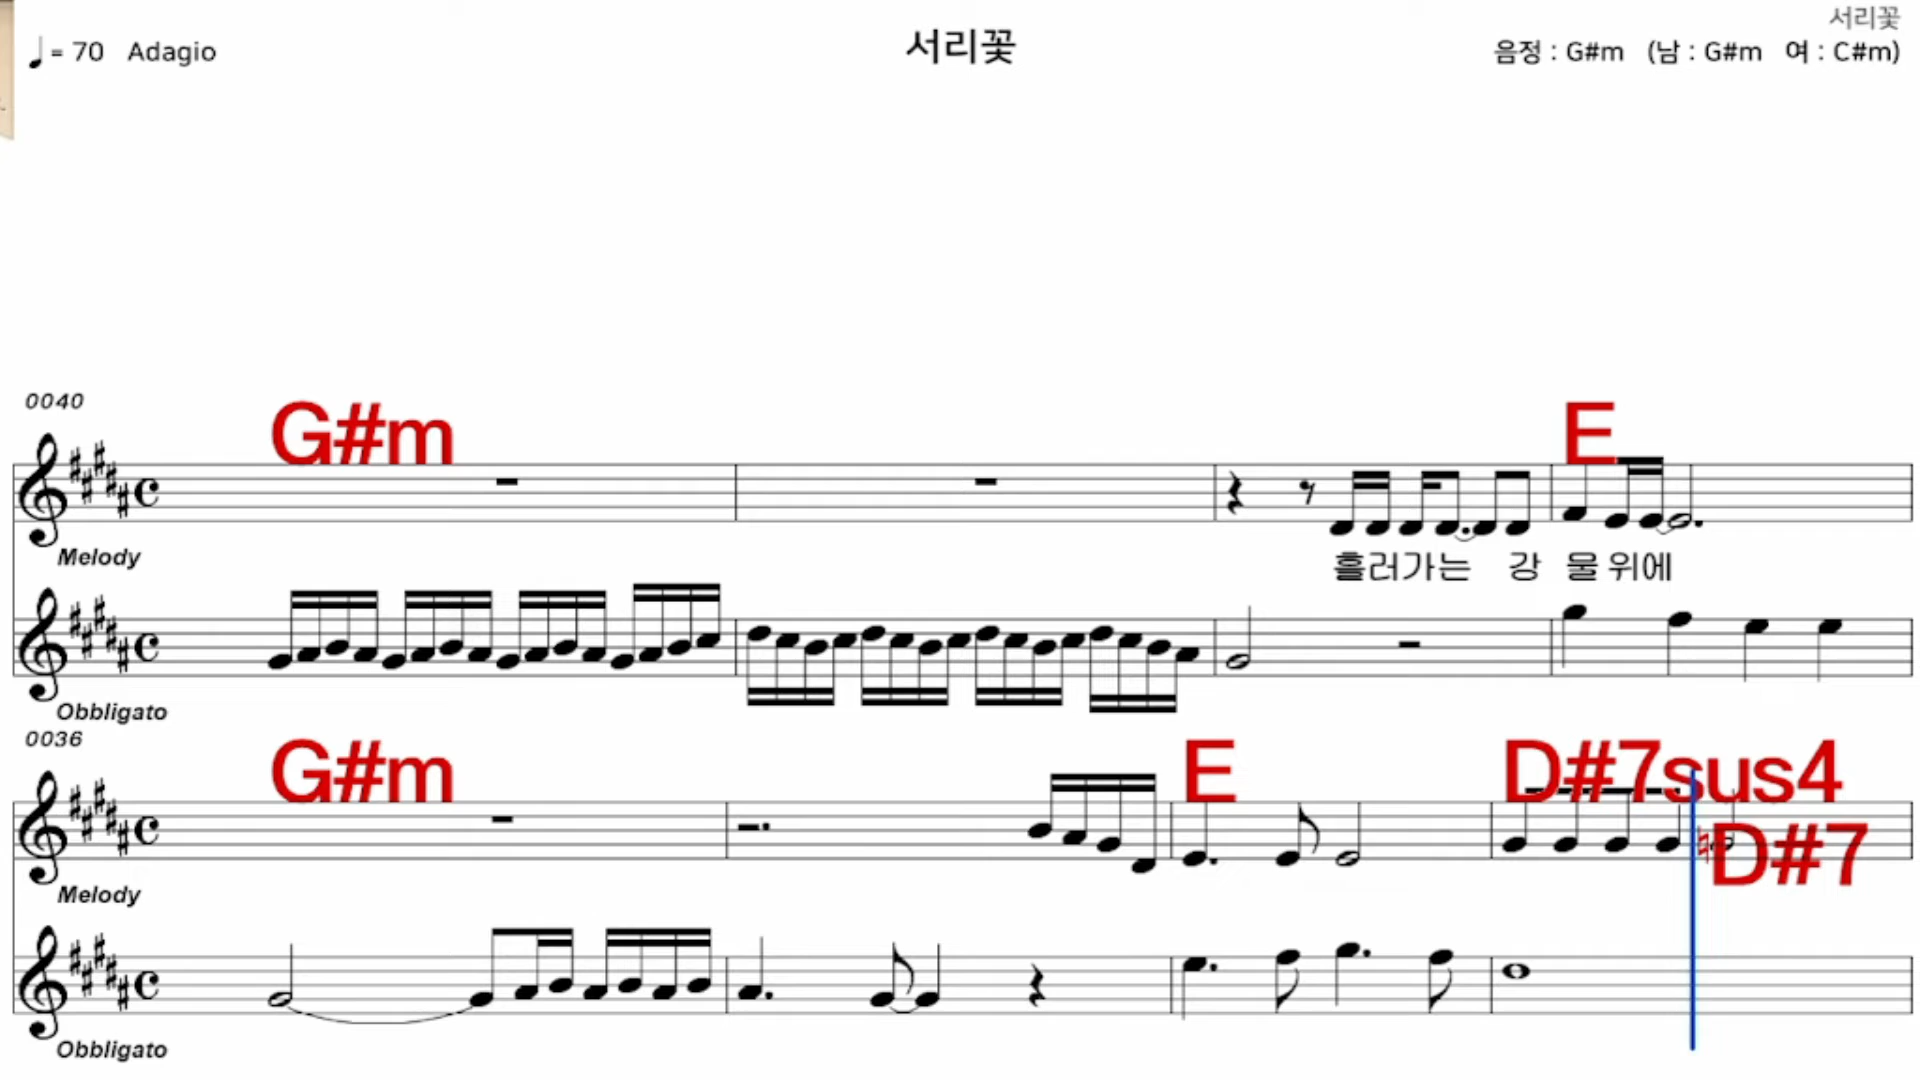 서리꽃
♩ = 70 Adagio
서리꽃
음정 : G#m (남 : G#m 여 : C#m)
0040
G#m
E
Melody
흘러가는 강 물 위에
Obbligato
0036
G#m
E
D#7sus4
D#7
Melody
Obbligato